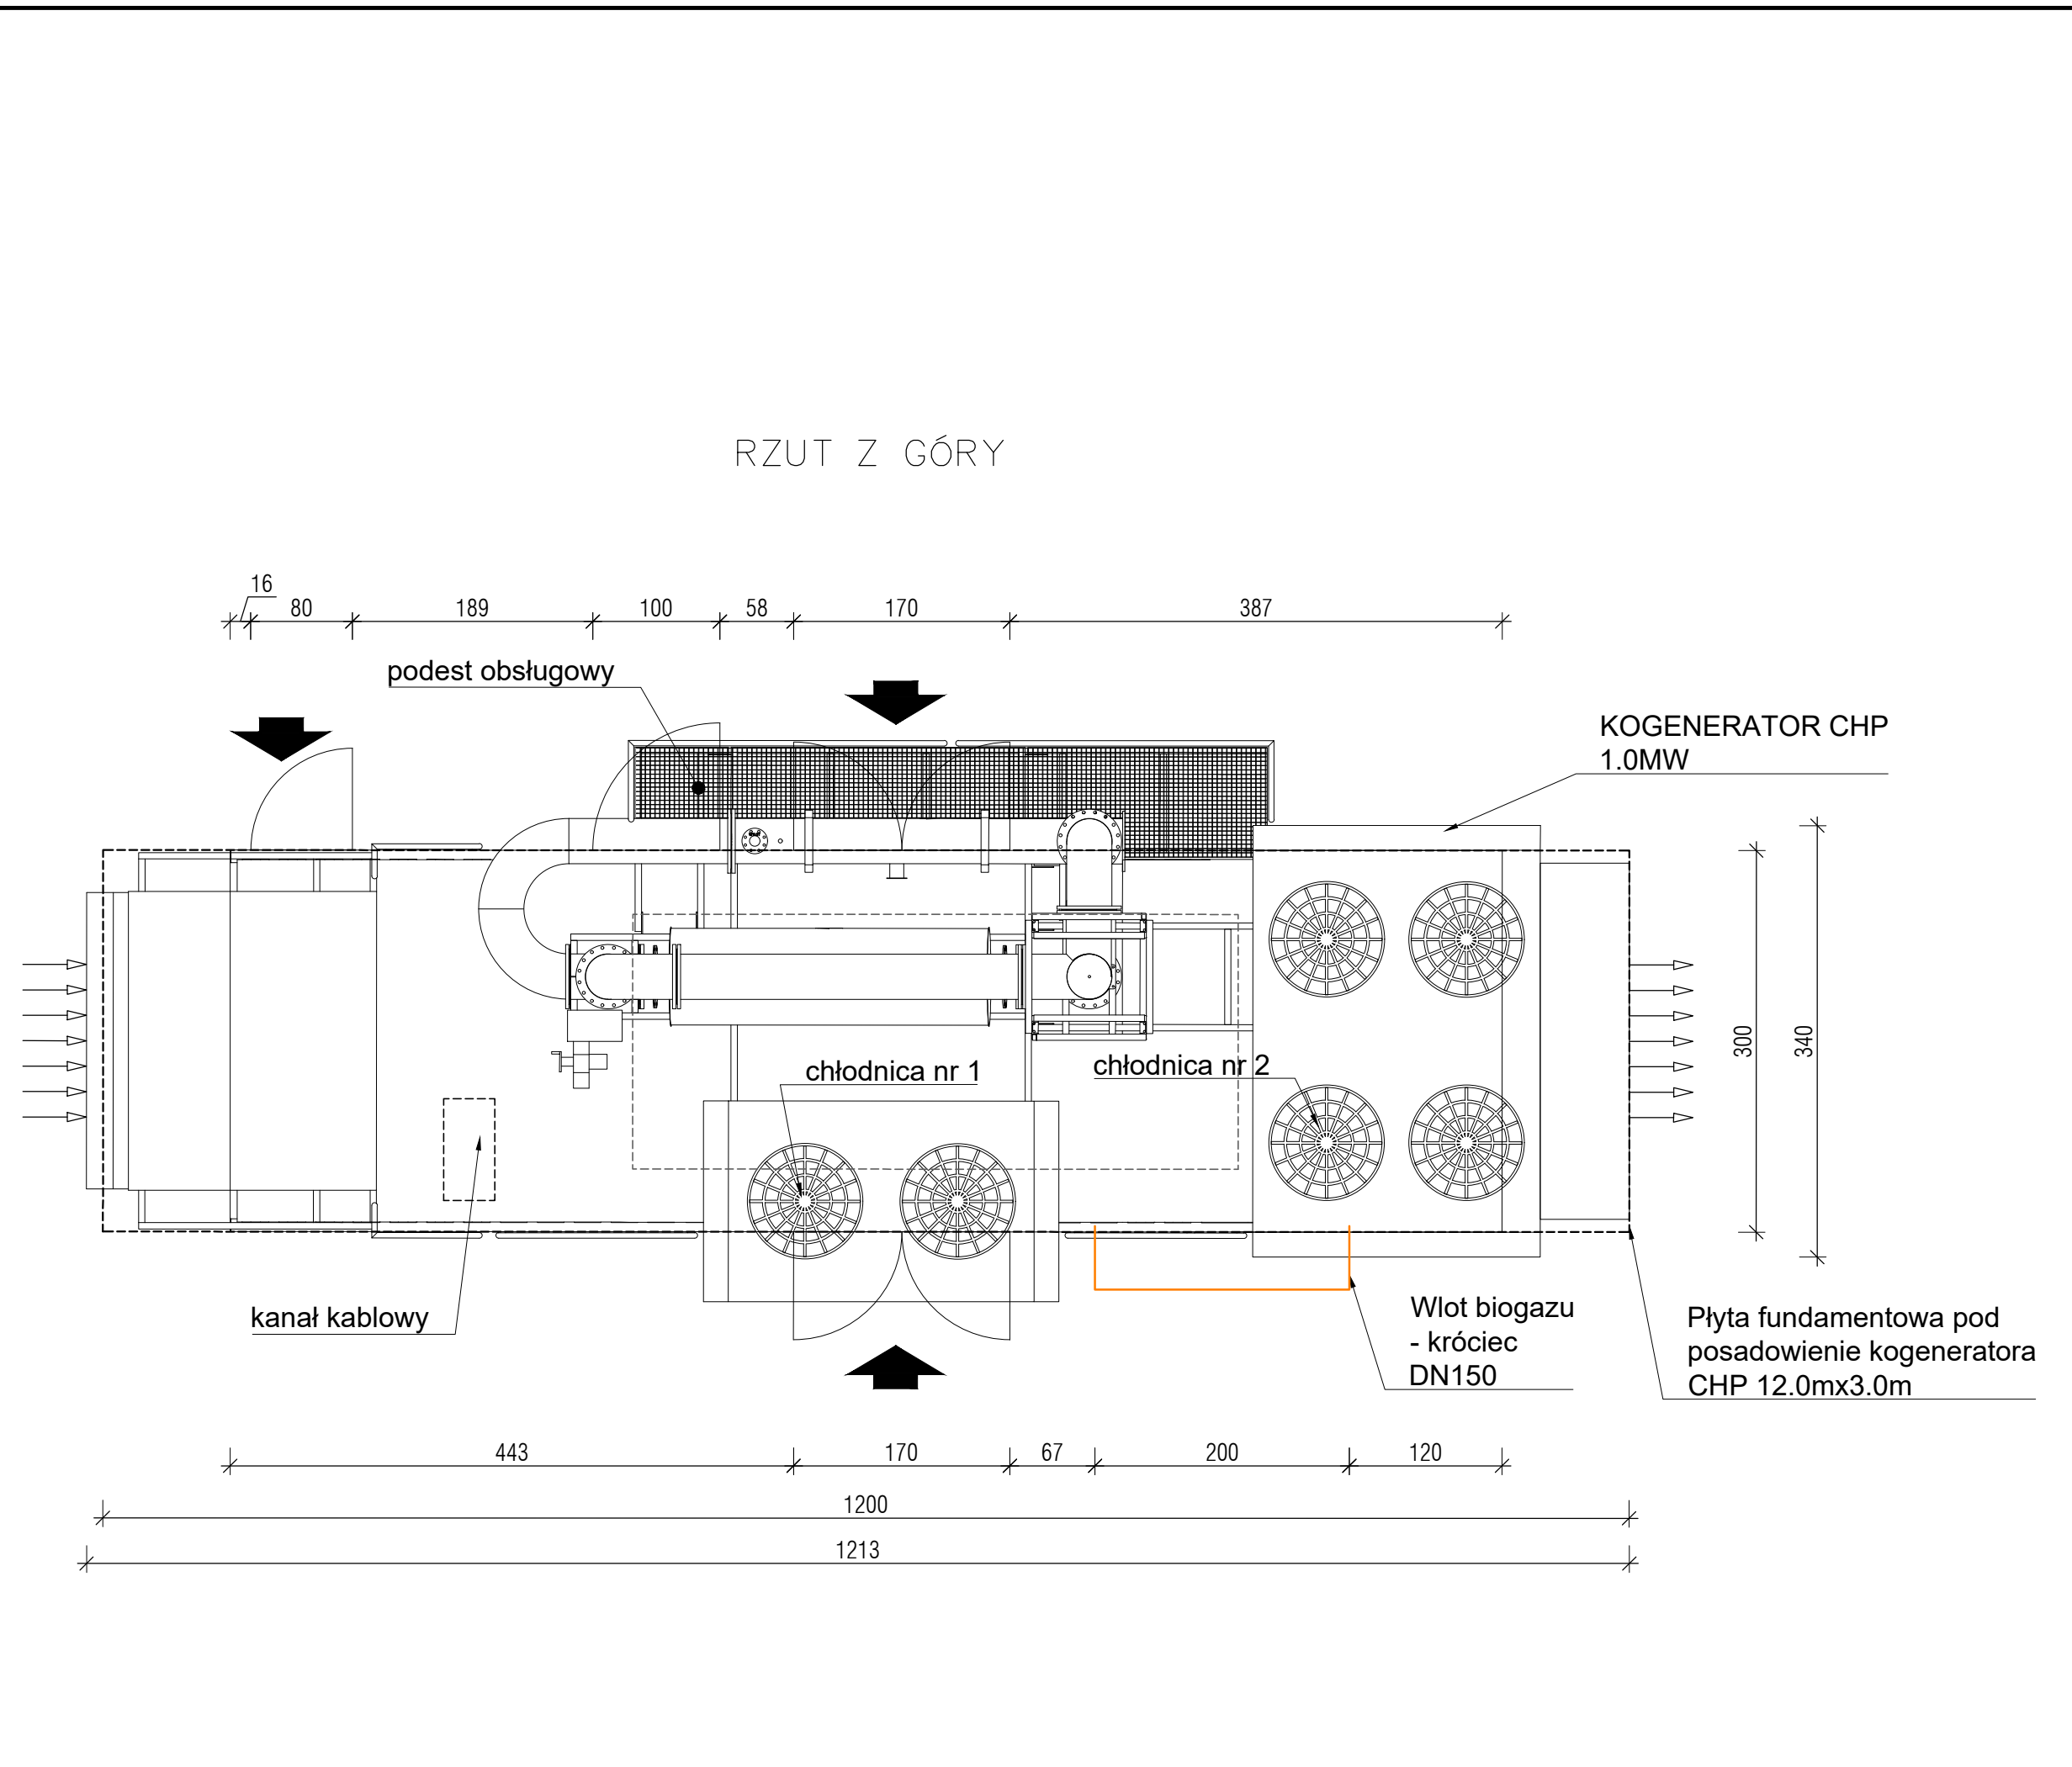 RZUT Z GÓRY
16
80
189
100
58
170
387
podest obsługowy
KOGENERATOR CHP
1.0MW
300
340
chłodnica nr 1
chłodnica nr 2
kanał kablowy
Wlot biogazu
- króciec
DN150
Płyta fundamentowa pod
posadowienie kogeneratora
CHP 12.0mx3.0m
443
170
67
200
120
1200
1213